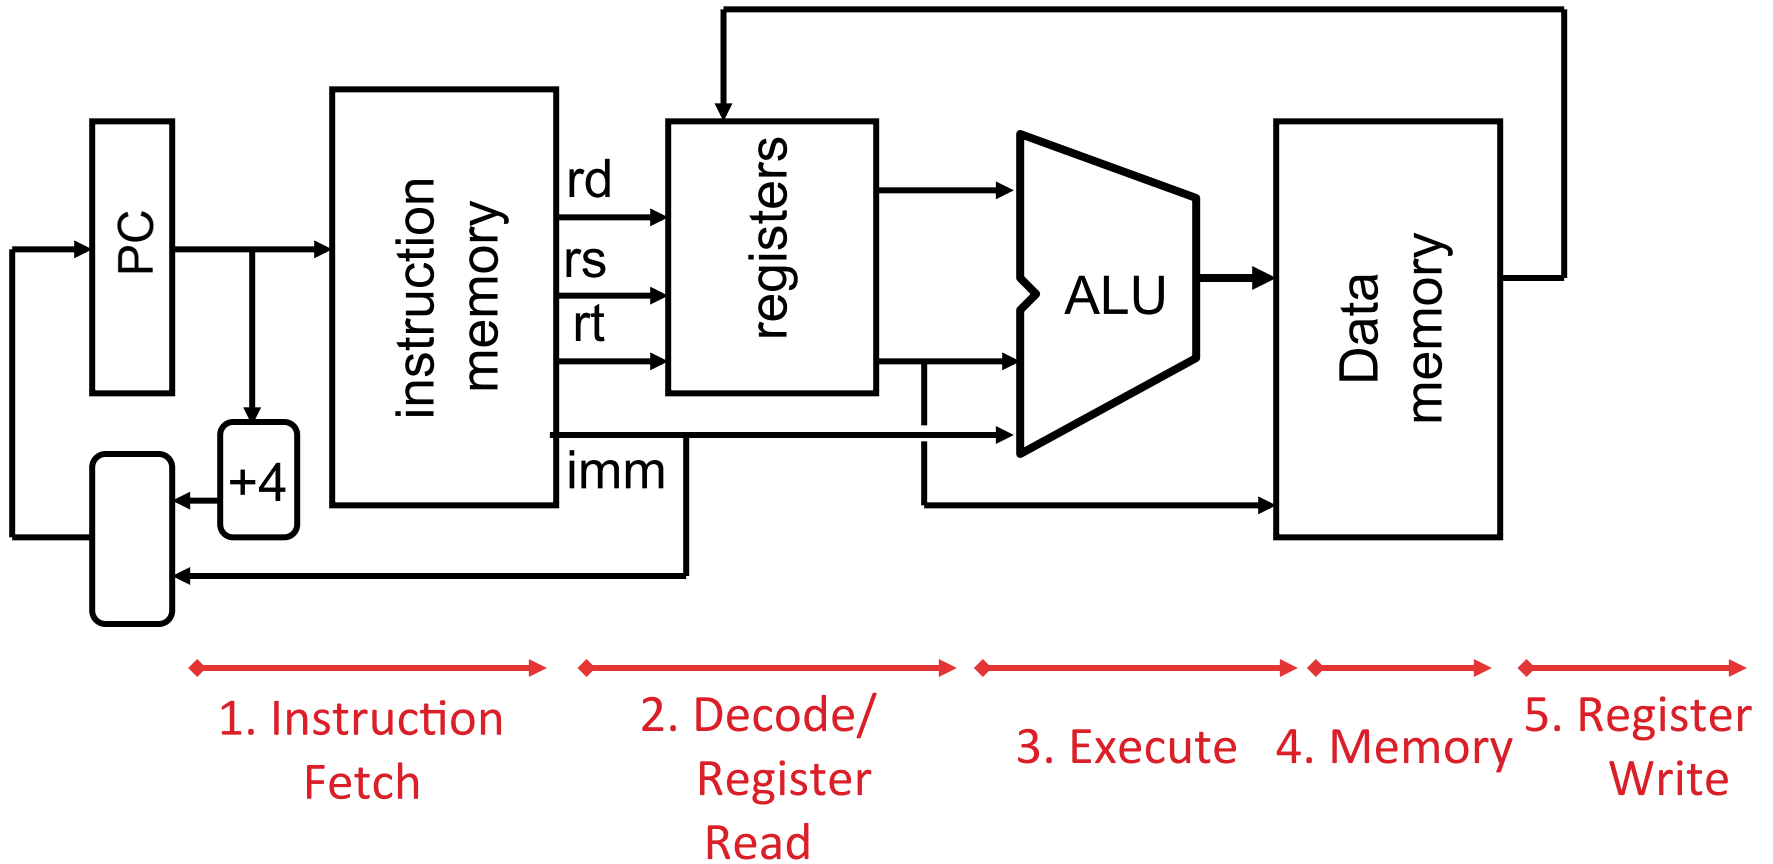 PC
+4
instruction
memory
rd
rs
rt
imm
registers
ALU
Data
memory
1. Instruction
Fetch
2. Decode/
Register
Read
3. Execute
4. Memory
5. Register
Write